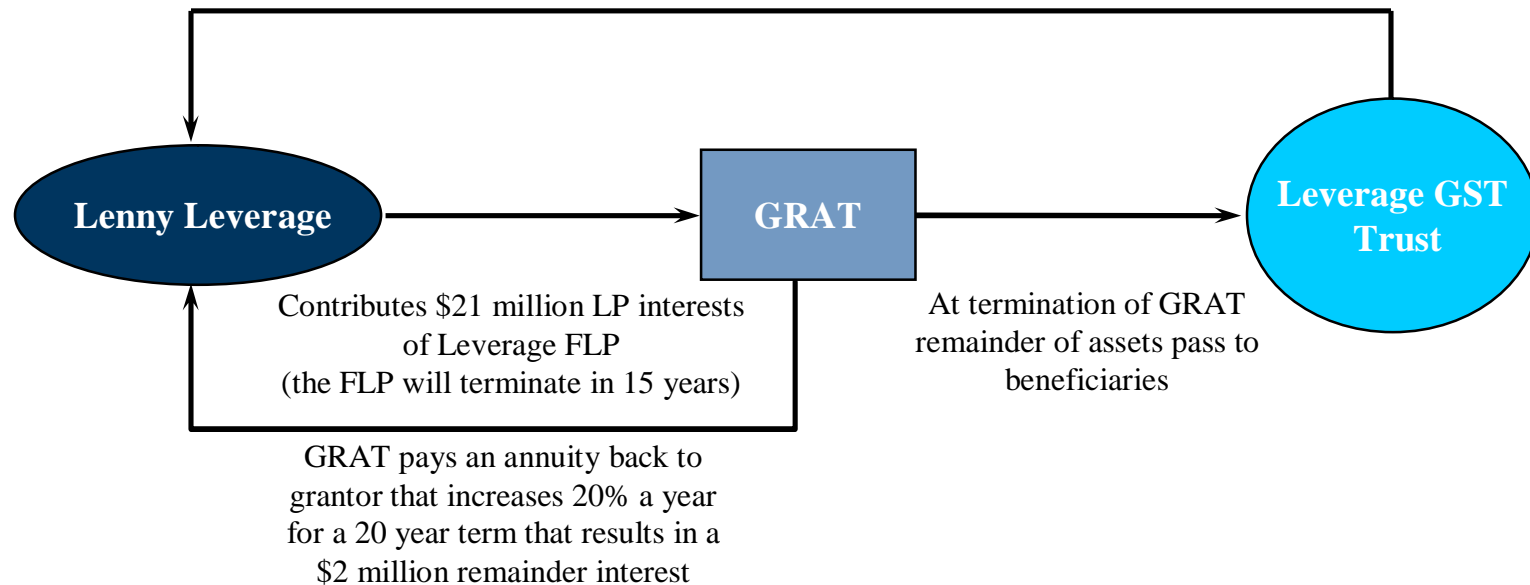 Lenny Leverage
GRAT
Leverage GST
Trust
Contributes $21 million LP interests
of Leverage FLP
(the FLP will terminate in 15 years)
At termination of GRAT
remainder of assets pass to
beneficiaries
GRAT pays an annuity back to
grantor that increases 20% a year
for a 20 year term that results in a
$2 million remainder interest